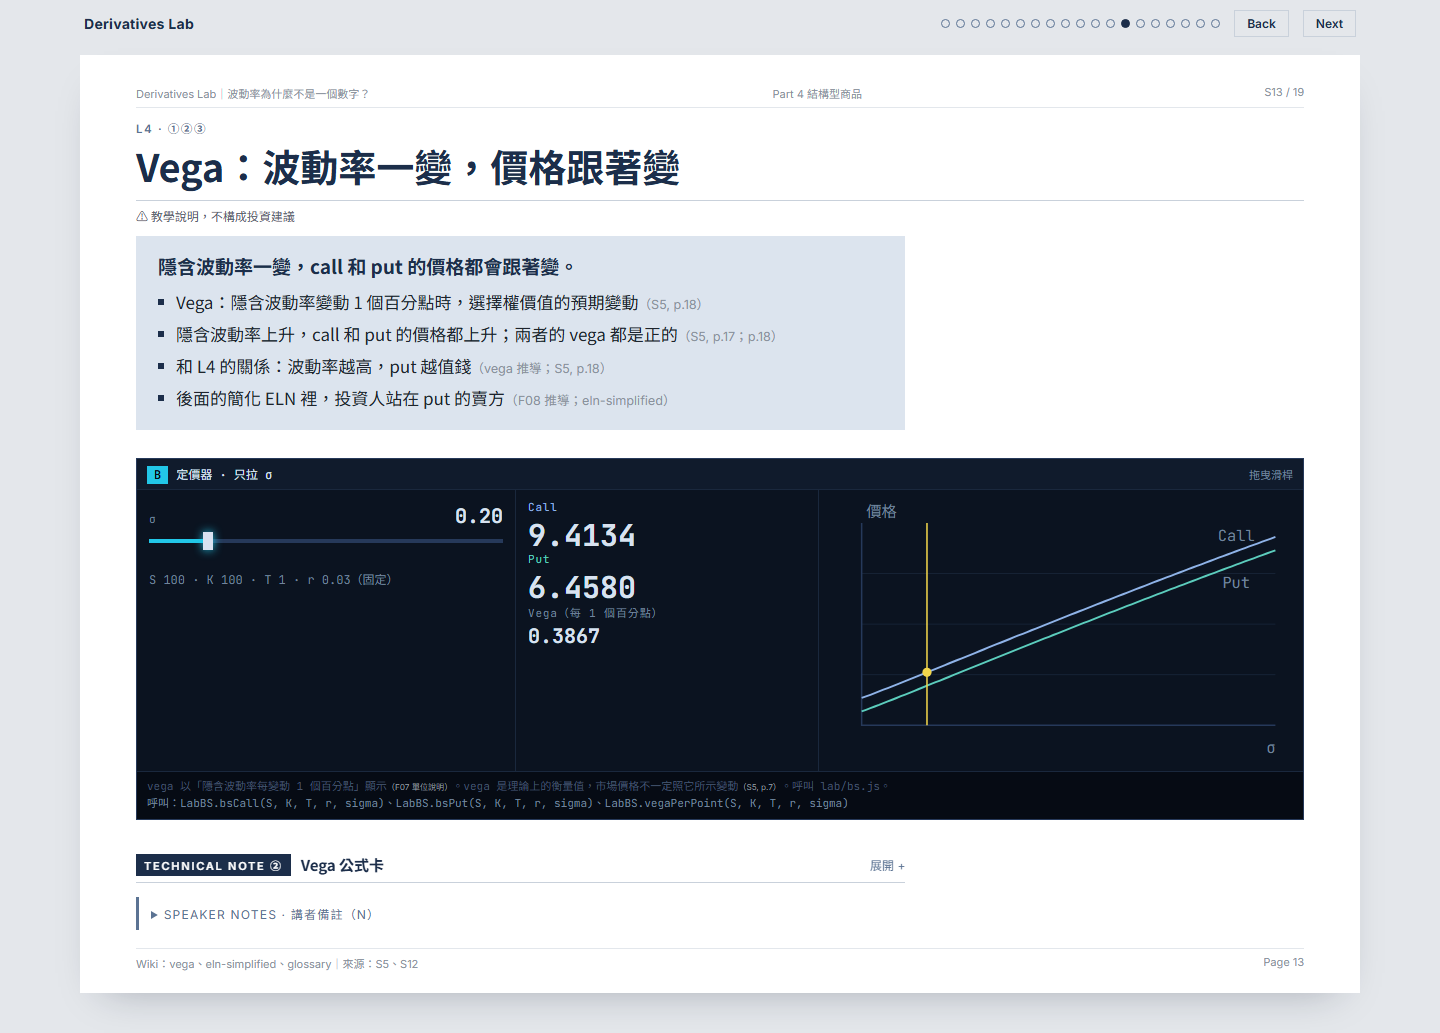 Derivatives Lab
Back
Next
Derivatives Lab | 波動率為什麼不是一個數字？
Part 4 結構型商品
S13 / 19
L4 · ①②③
Vega：波動率一變，價格跟著變
⚠ 教學說明，不構成投資建議
隱含波動率一變，call 和 put 的價格都會跟著變。
▪ Vega：隱含波動率變動 1 個百分點時，選擇權價值的預期變動（S5, p.18）
▪ 隱含波動率上升，call 和 put 的價格都上升；兩者的 vega 都是正的（S5, p.17；p.18）
▪ 和 L4 的關係：波動率越高，put 越值錢（vega 推導；S5, p.18）
▪ 後面的簡化 ELN 裡，投資人站在 put 的賣方（F08 推導；eln-simplified）
B 定價器 · 只拉 σ
拖曳滑桿
σ
0.20
S 100 · K 100 · T 1 · r 0.03（固定）
Call
9.4134
Put
6.4580
Vega（每 1 個百分點）
0.3867
價格
Call
Put
σ
vega 以「隱含波動率每變動 1 個百分點」顯示（F07 單位說明）。vega 是理論上的衡量值，市場價格不一定照它所示變動（S5, p.7）。呼叫 lab/bs.js。
呼叫：LabBS.bsCall(S, K, T, r, sigma)、LabBS.bsPut(S, K, T, r, sigma)、LabBS.vegaPerPoint(S, K, T, r, sigma)
TECHNICAL NOTE ② Vega 公式卡
展開 +
▶ SPEAKER NOTES · 講者備註（N）
Wiki：vega、eln-simplified、glossary | 來源：S5、S12
Page 13